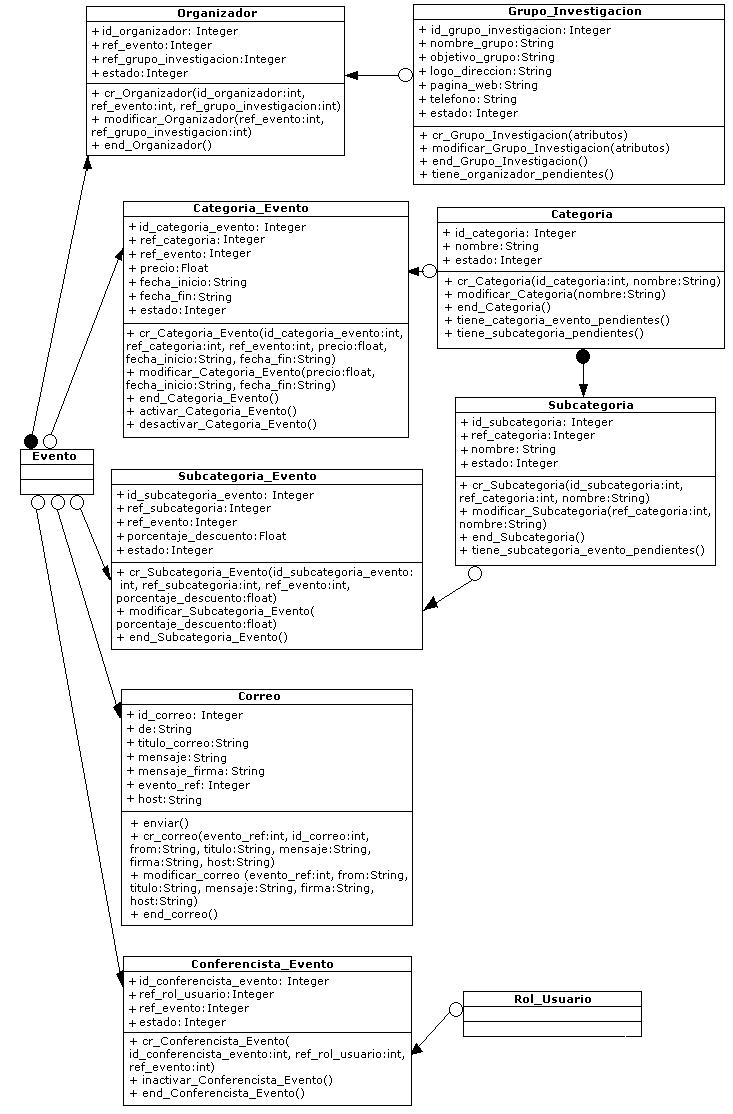 Organizador
+ id_organizador: Integer
+ ref_evento:Integer
+ ref_grupo_investigacion:Integer
+ estado:Integer
+ cr_Organizador(id_organizador:int,
ref_evento:int, ref_grupo_investigacion:int)
+ modificar_Organizador(ref_evento:int,
ref_grupo_investigacion:int)
+ end_Organizador()
Grupo_Investigacion
+ id_grupo_investigacion: Integer
+ nombre_grupo:String
+ objetivo_grupo:String
+ logo_direccion:String
+ pagina_web:String
+ telefono: String
+ estado: Integer
+ cr_Grupo_Investigacion(atributos)
+ modificar_Grupo_Investigacion(atributos)
+ end_Grupo_Investigacion()
+ tiene_organizador_pendientes()
Categoria_Evento
+ id_categoria_evento: Integer
+ ref_categoria: Integer
+ ref_evento: Integer
+ precio:Float
+ fecha_inicio: String
+ fecha_fin: String
+ estado: Integer
+ cr_Categoria_Evento(id_categoria_evento:int,
ref_categoria:int, ref_evento:int, precio:float,
fecha_inicio:String, fecha_fin:String)
+ modificar_Categoria_Evento(precio:float,
fecha_inicio:String, fecha_fin:String)
+ end_Categoria_Evento()
+ activar_Categoria_Evento()
+ desactivar_Categoria_Evento()
Categoria
+ id_categoria: Integer
+ nombre: String
+ estado: Integer
+ cr_Categoria(id_categoria:int, nombre:String)
+ modificar_Categoria(nombre:String)
+ end_Categoria()
+ tiene_categoria_evento_pendientes()
+ tiene_subcategoria_pendientes()
Subcategoria
+ id_subcategoria: Integer
+ ref_categoria:Integer
+ nombre: String
+ estado: Integer
+ cr_Subcategoria(id_subcategoria:int,
ref_categoria:int, nombre:String)
+ modificar_Subcategoria(ref_categoria:int,
nombre:String)
+ end_Subcategoria()
+ tiene_subcategoria_evento_pendientes()
Evento
Subcategoria_Evento
+ id_subcategoria_evento: Integer
+ ref_subcategoria: Integer
+ ref_evento: Integer
+ porcentaje_descuento:Float
+ estado:Integer
+ cr_Subcategoria_Evento(id_subcategoria_evento:
int, ref_subcategoria:int, ref_evento:int,
porcentaje_descuento:float)
+ modificar_Subcategoria_Evento(
porcentaje_descuento:float)
+ end_Subcategoria_Evento()
Correo
+ id_correo: Integer
+ de:String
+ titulo_correo:String
+ mensaje: String
+ mensaje_firma: String
+ evento_ref: Integer
+ host: String
+ enviar()
+ cr_correo(evento_ref:int, id_correo:int,
from:String, titulo:String, mensaje:String,
firma:String, host:String)
+ modificar_correo (evento_ref:int, from:String,
titulo:String, mensaje:String, firma:String,
host:String)
+ end_correo()
Conferencista_Evento
+ id_conferencista_evento: Integer
+ ref_rol_usuario:Integer
+ ref_evento: Integer
+ estado: Integer
+ cr_Conferencista_Evento(
id_conferencista_evento:int, ref_rol_usuario:int,
ref_evento:int)
+ inactivar_Conferencista_Evento()
+ end_Conferencista_Evento()
Rol_Usuario